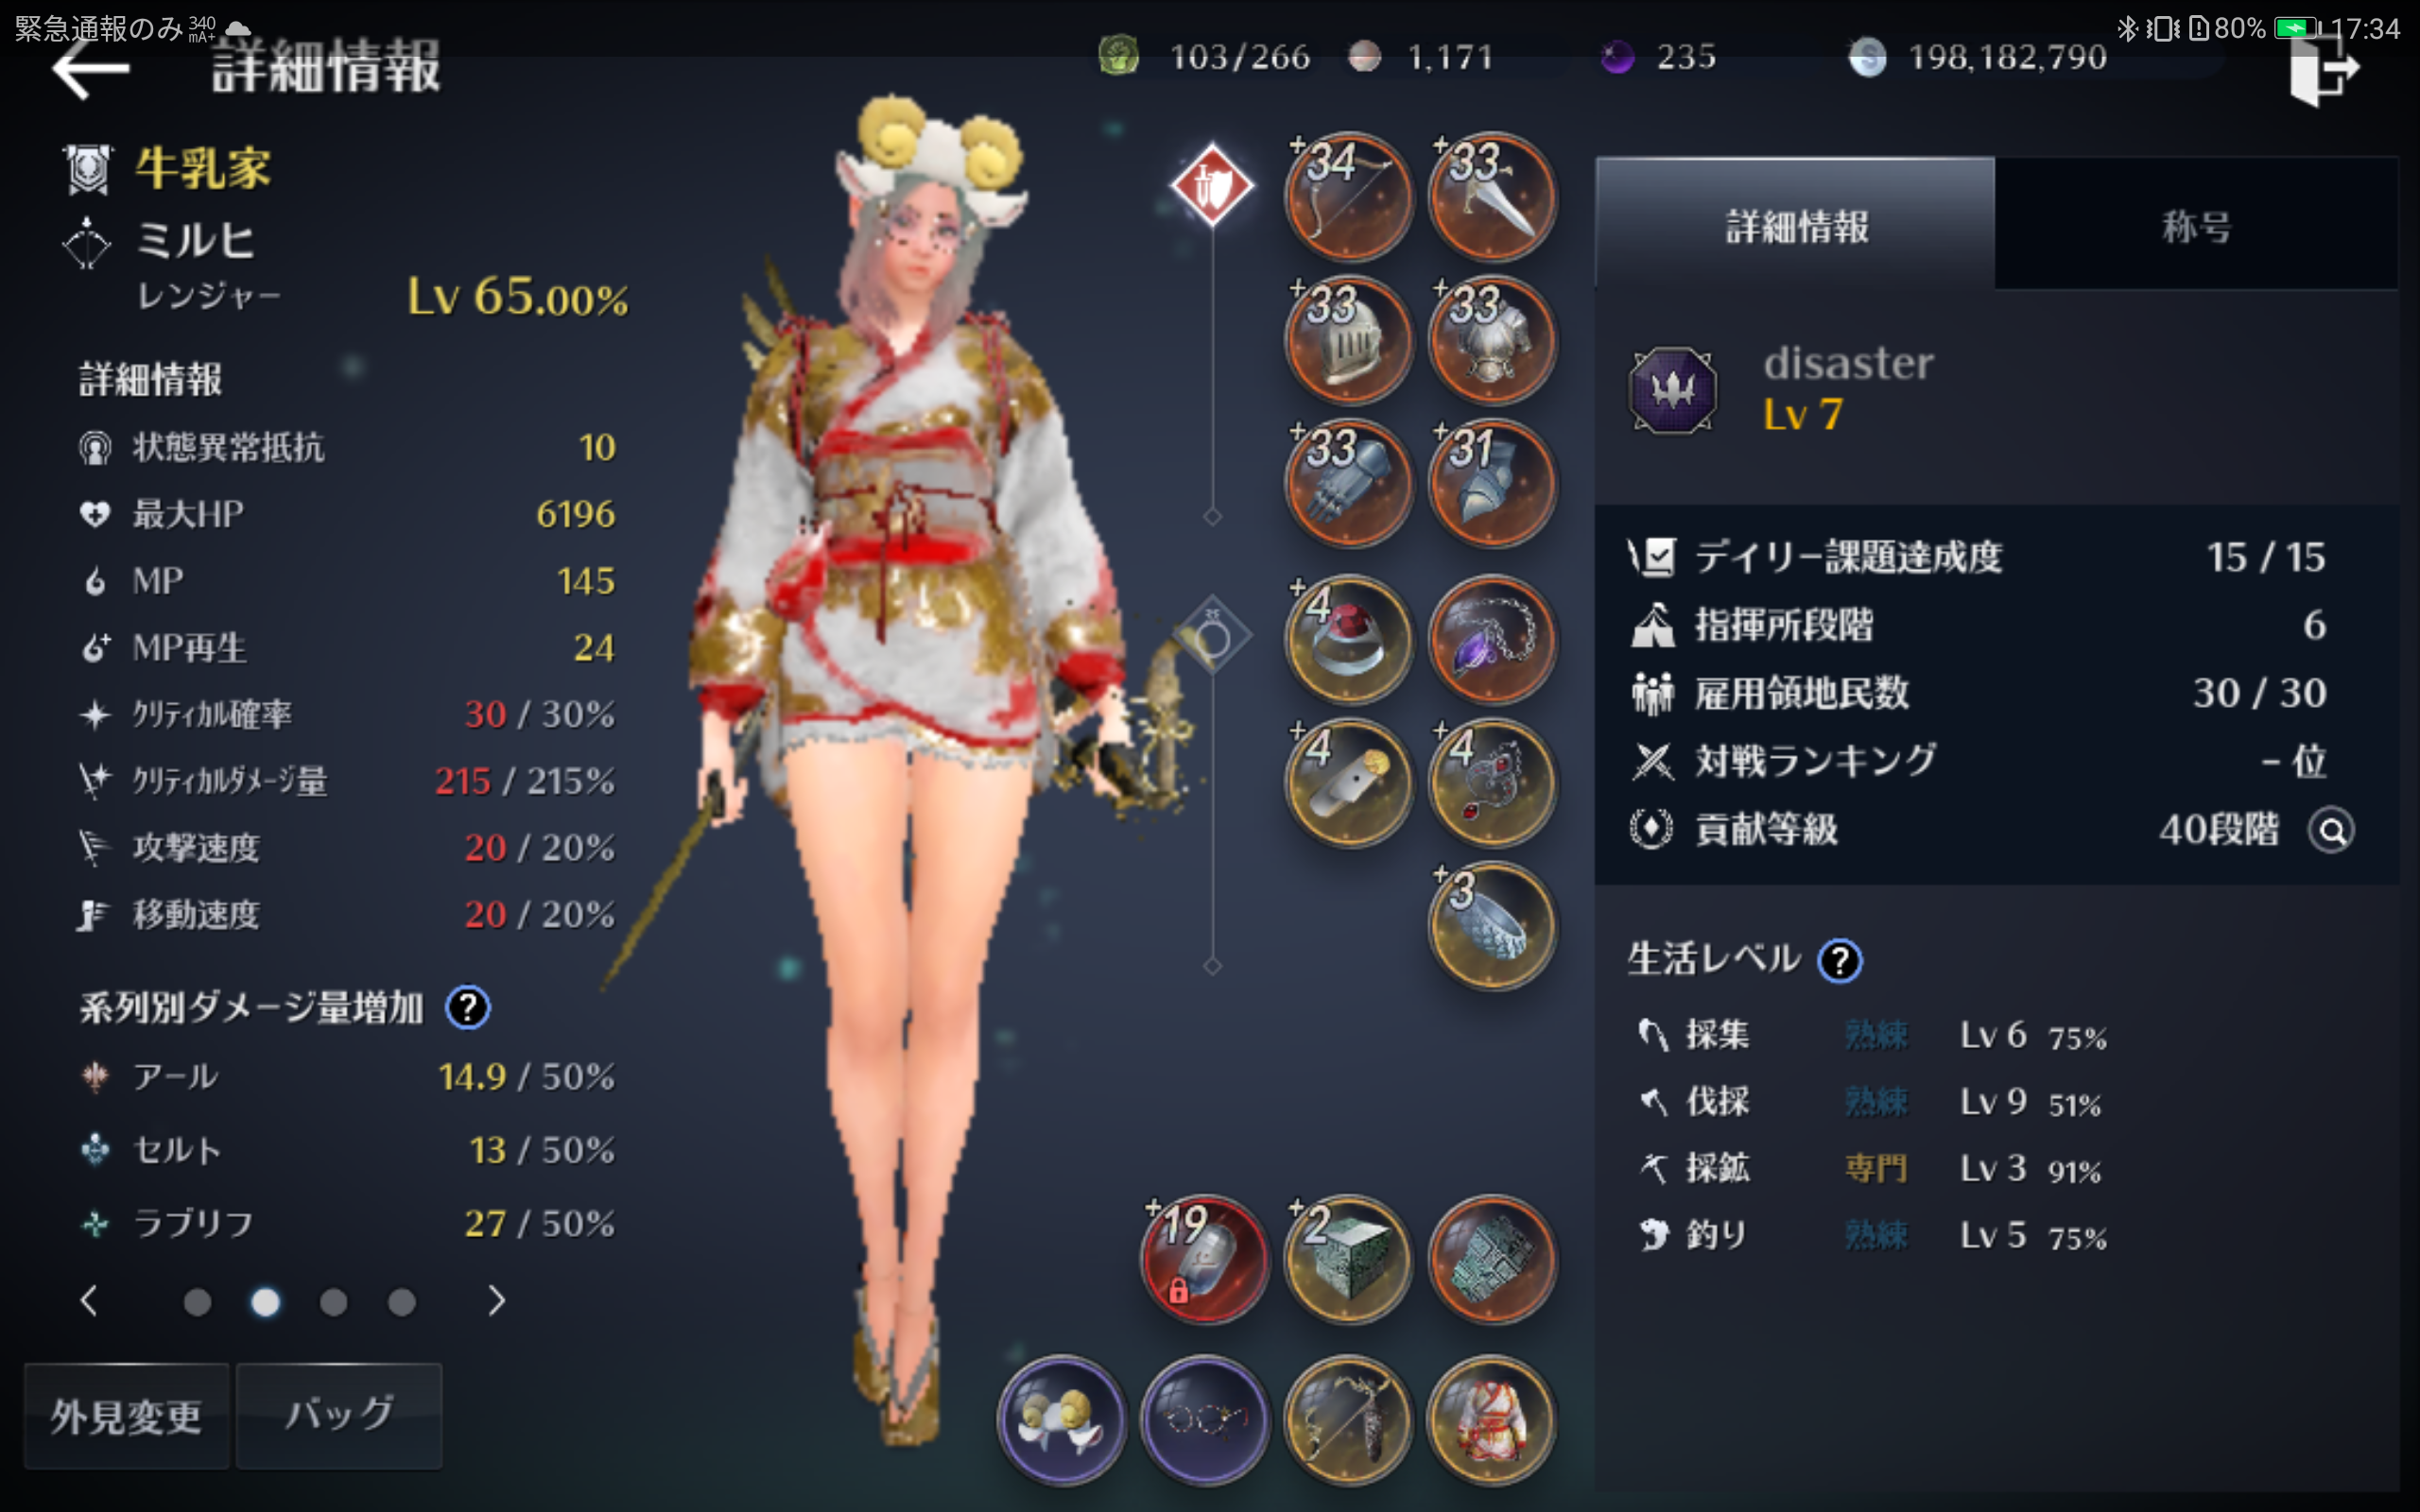 緊急通報のみ 340 mA+
80% 17:34
詳細情報
103/266 1,171 235 198,182,790
牛乳家
ミルヒ
レンジャー Lv 65.00%
詳細情報
状態異常抵抗 10
最大HP 6196
MP 145
MP再生 24
クリティカル確率 30 / 30%
クリティカルダメージ量 215 / 215%
攻撃速度 20 / 20%
移動速度 20 / 20%
系列別ダメージ量増加 ?
アール 14.9 / 50%
セルト 13 / 50%
ラブリフ 27 / 50%
外見変更 バッグ
+34 +33
+33 +33
+33 +31
+4
+4 +4
+3
+19 +2
詳細情報 称号
disaster
Lv 7
デイリー課題達成度 15 / 15
指揮所段階 6
雇用領地民数 30 / 30
対戦ランキング - 位
貢献等級 40段階
生活レベル ?
採集 熟練 Lv 6 75%
伐採 熟練 Lv 9 51%
採鉱 専門 Lv 3 91%
釣り 熟練 Lv 5 75%